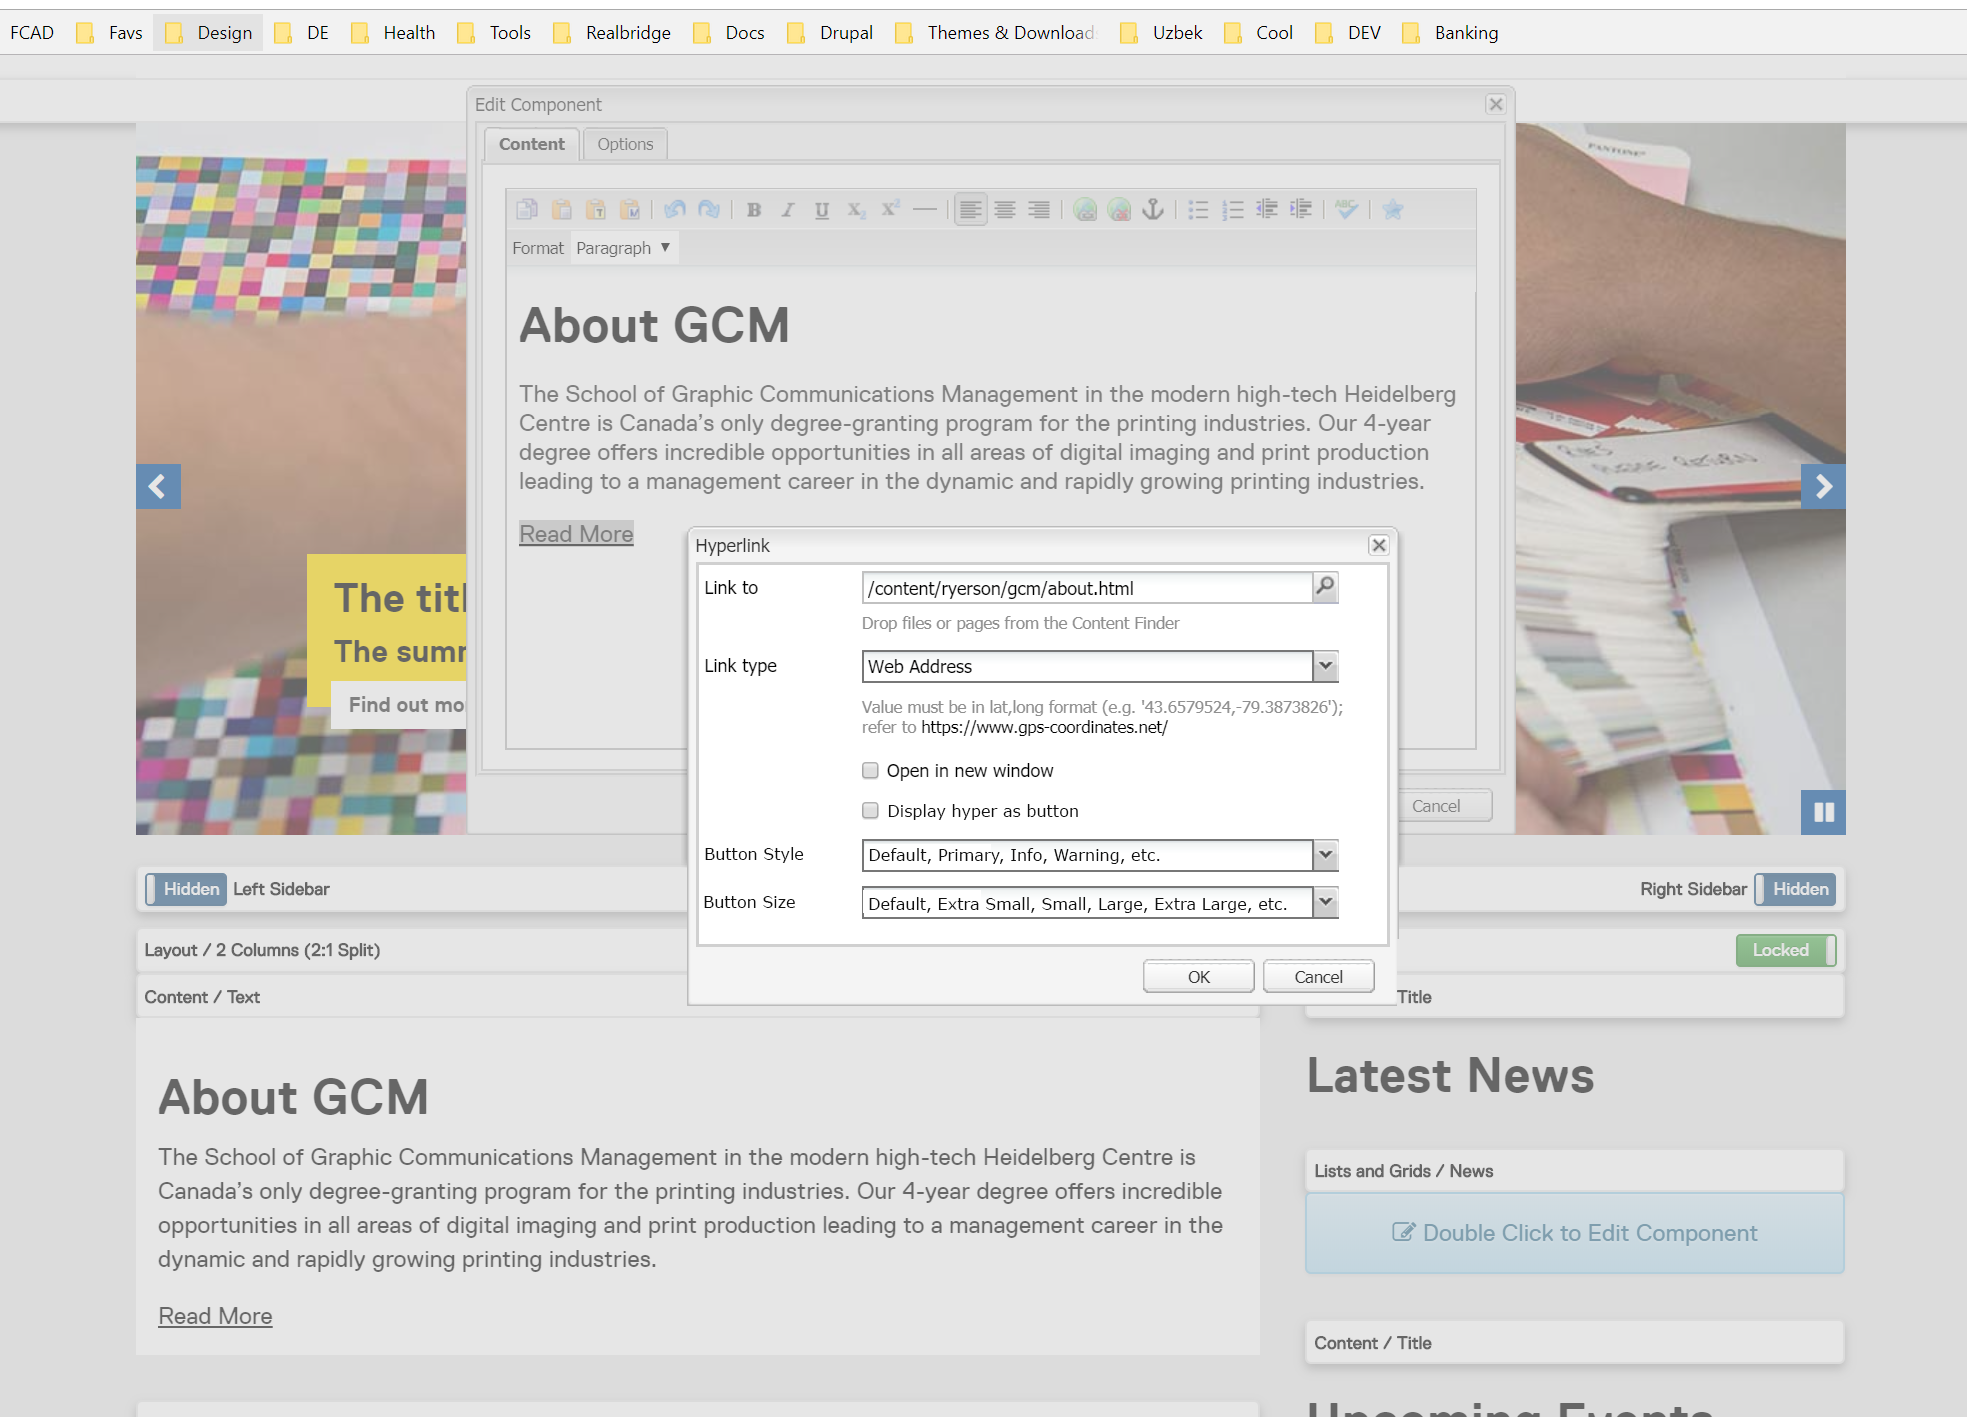 FCAD Favs Design DE Health Tools Realbridge Docs Drupal Themes & Download Uzbek Cool DEV Banking
Edit Component
Content Options
Format Paragraph
About GCM
The School of Graphic Communications Management in the modern high-tech Heidelberg
Centre is Canada's only degree-granting program for the printing industries. Our 4-year
degree offers incredible opportunities in all areas of digital imaging and print production
leading to a management career in the dynamic and rapidly growing printing industries.
Read More
PANTONE
The titl
The summ
Find out mo
Hyperlink
Link to /content/ryerson/gcm/about.html
Drop files or pages from the Content Finder
Link type Web Address
Value must be in lat,long format (e.g. '43.6579524,-79.3873826');
refer to https://www.gps-coordinates.net/
Open in new window
Display hyper as button
Button Style Default, Primary, Info, Warning, etc.
Button Size Default, Extra Small, Small, Large, Extra Large, etc.
OK Cancel
Cancel
Hidden Left Sidebar
Right Sidebar Hidden
Layout / 2 Columns (2:1 Split)
Locked
Content / Text
Title
About GCM
The School of Graphic Communications Management in the modern high-tech Heidelberg Centre is
Canada's only degree-granting program for the printing industries. Our 4-year degree offers incredible
opportunities in all areas of digital imaging and print production leading to a management career in the
dynamic and rapidly growing printing industries.
Read More
Latest News
Lists and Grids / News
Double Click to Edit Component
Content / Title
Upcoming Events